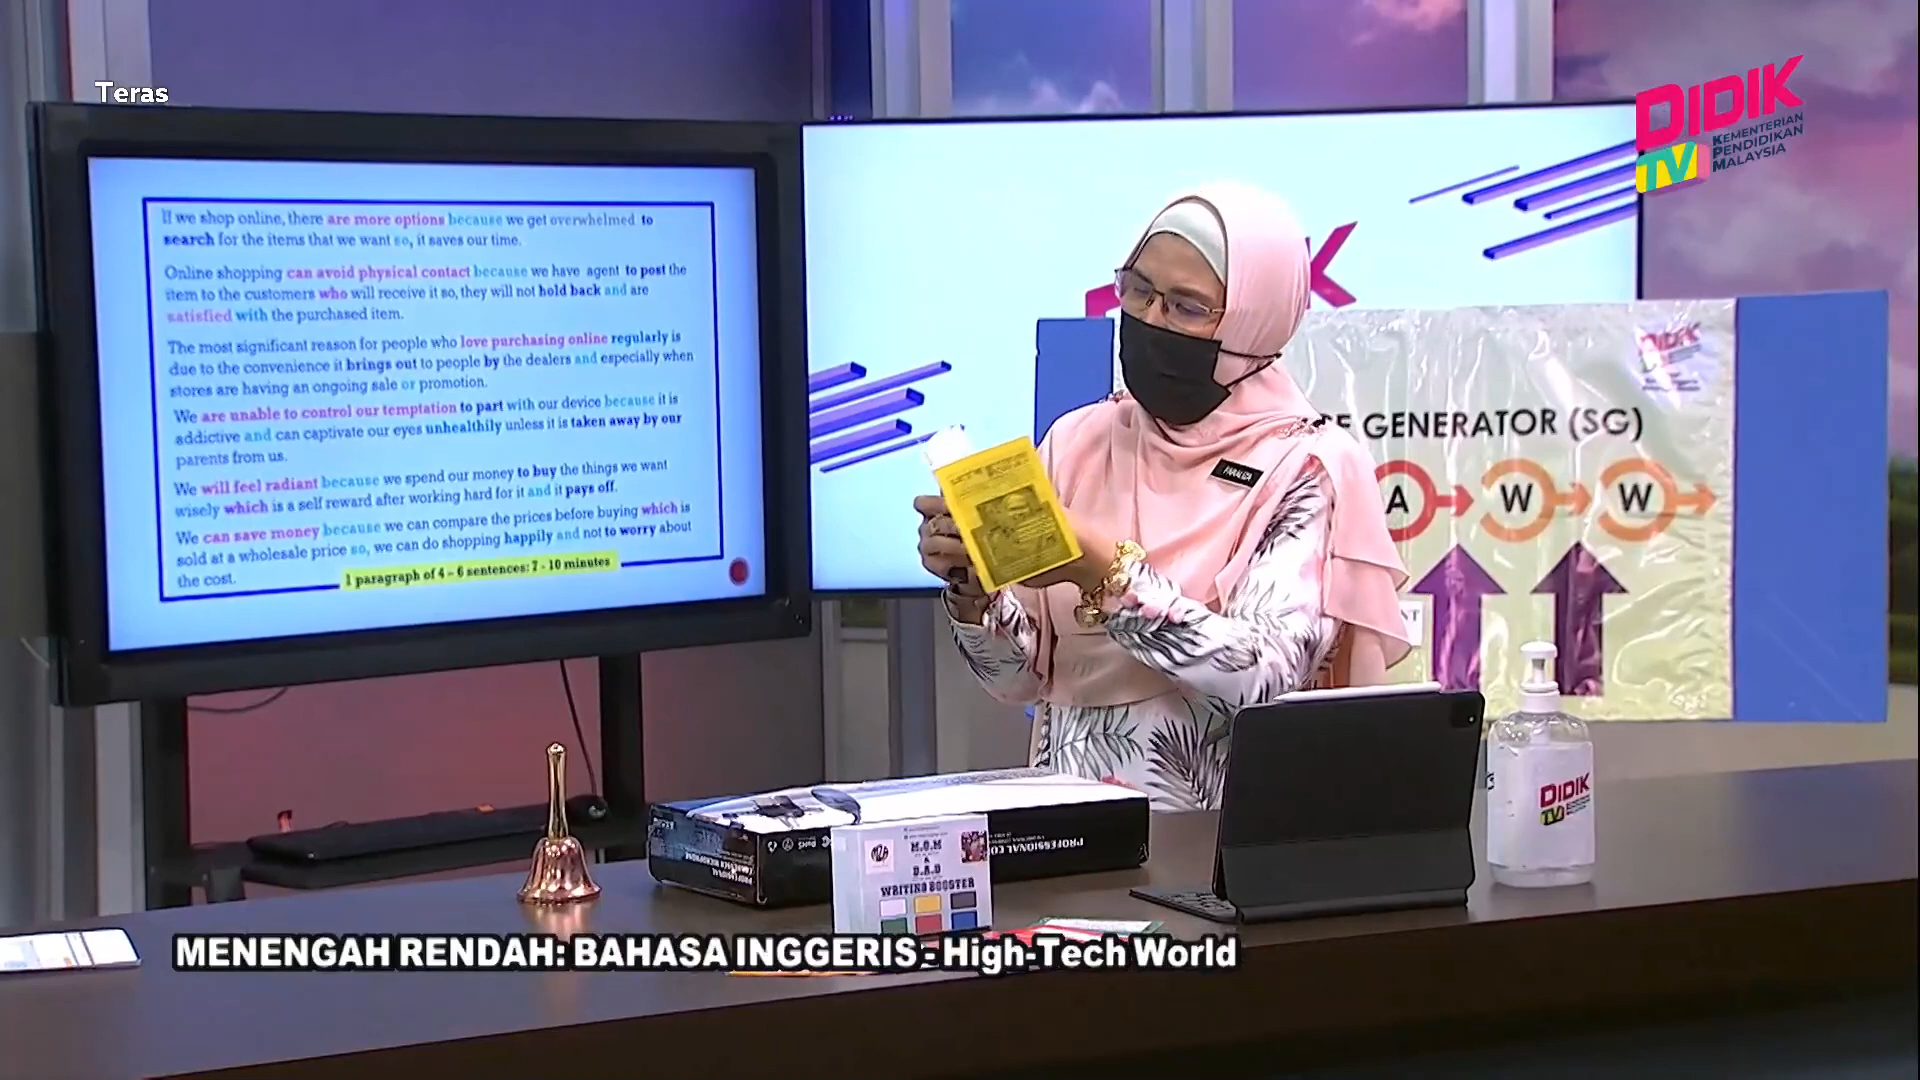 Teras
DIDIK
TV
KEMENTERIAN
PENDIDIKAN
MALAYSIA
If we shop online, there are more options because we get overwhelmed to
search for the items that we want so, it saves our time.
Online shopping can avoid physical contact because we have agent to post the
item to the customers who will receive it so, they will not hold back and are
satisfied with the purchased item.
The most significant reason for people who love purchasing online regularly is
due to the convenience it brings out to people by the dealers and especially when
stores are having an ongoing sale or promotion.
We are unable to control our temptation to part with our device because it is
addictive and can captivate our eyes unhealthily unless it is taken away by our
parents from us.
We will feel radiant because we spend our money to buy the things we want
wisely which is a self reward after working hard for it and it pays off.
We can save money because we can compare the prices before buying which is
sold at a wholesale price so, we can do shopping happily and not to worry about
the cost.
1 paragraph of 4 – 6 sentences: 7 - 10 minutes
K
DIDIK
GENERATOR (SG)
A W W
DIDIK
TV
M.O.M
&
D.A.D
WRITING BOOSTER
PROFESSIONAL
MENENGAH RENDAH: BAHASA INGGERIS - High-Tech World